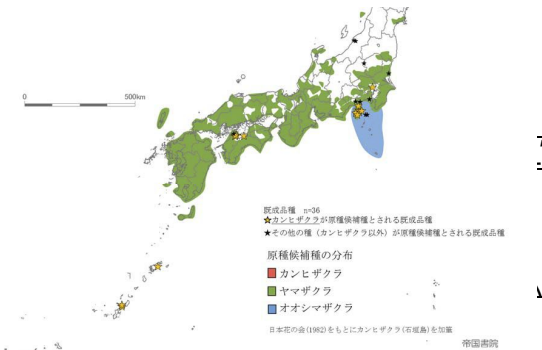 0
500km
既成品種 n=36
★カンヒザクラが原種候補種とされる既成品種
★その他の種（カンヒザクラ以外）が原種候補種とされる既成品種
原種候補種の分布
カンヒザクラ
ヤマザクラ
オオシマザクラ
日本花の会(1982)をもとにカンヒザクラ(石垣島)を加筆
帝国書院